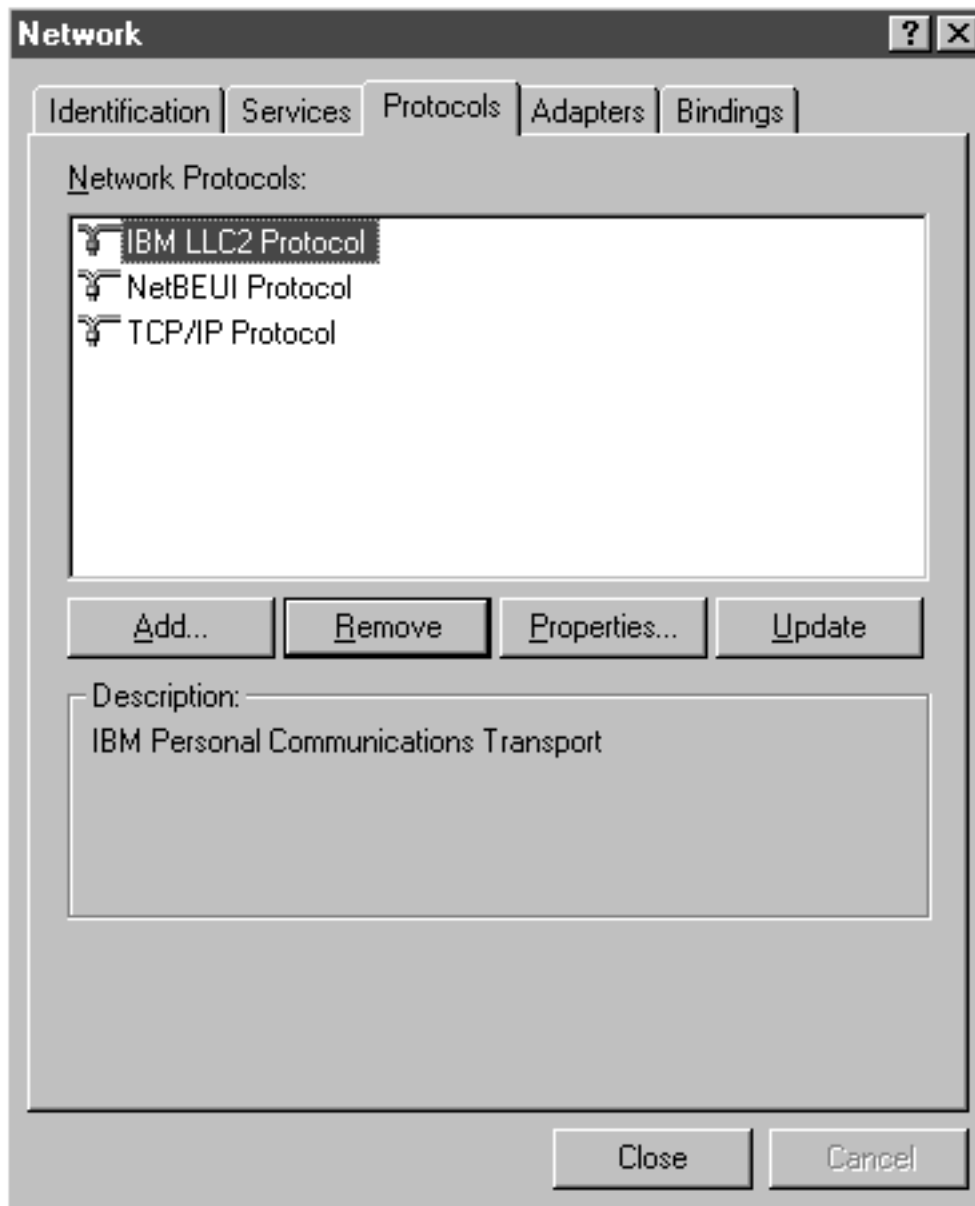 Network
Identification Services Protocols Adapters Bindings
Network Protocols:
IBM LLC2 Protocol
NetBEUI Protocol
TCP/IP Protocol
Add... Remove Properties... Update
Description:
IBM Personal Communications Transport
Close Cancel